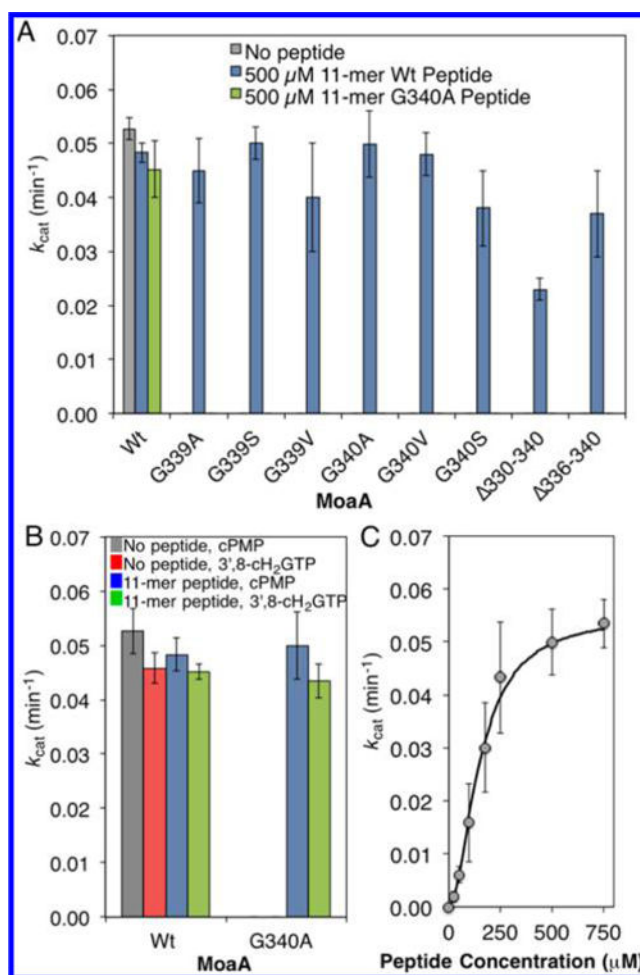 A
0.07
0.06
0.05
0.04
0.03
0.02
0.01
0.00
kcat (min-1)
No peptide
500 μM 11-mer Wt Peptide
500 μM 11-mer G340A Peptide
Wt
G339A
G339S
G339V
G340A
G340V
G340S
Δ330-340
Δ336-340
MoaA
B
0.07
0.06
0.05
0.04
0.03
0.02
0.01
0.00
kcat (min-1)
No peptide, cPMP
No peptide, 3',8-cH2GTP
11-mer peptide, cPMP
11-mer peptide, 3',8-cH2GTP
Wt
G340A
MoaA
C
0.07
0.06
0.05
0.04
0.03
0.02
0.01
0.00
kcat (min-1)
0
250
500
750
Peptide Concentration (μM)